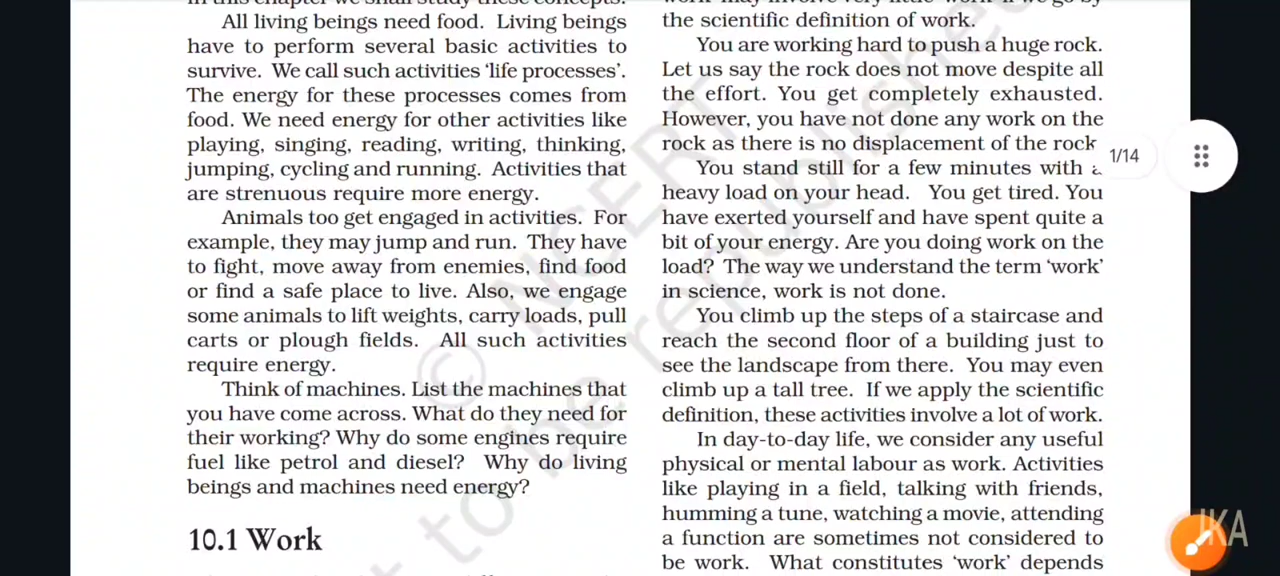 All living beings need food. Living beings
have to perform several basic activities to
survive. We call such activities ‘life processes’.
The energy for these processes comes from
food. We need energy for other activities like
playing, singing, reading, writing, thinking,
jumping, cycling and running. Activities that
are strenuous require more energy.
Animals too get engaged in activities. For
example, they may jump and run. They have
to fight, move away from enemies, find food
or find a safe place to live. Also, we engage
some animals to lift weights, carry loads, pull
carts or plough fields. All such activities
require energy.
Think of machines. List the machines that
you have come across. What do they need for
their working? Why do some engines require
fuel like petrol and diesel? Why do living
beings and machines need energy?
10.1 Work
the scientific definition of work.
You are working hard to push a huge rock.
Let us say the rock does not move despite all
the effort. You get completely exhausted.
However, you have not done any work on the
rock as there is no displacement of the rock
You stand still for a few minutes with
heavy load on your head. You get tired. You
have exerted yourself and have spent quite a
bit of your energy. Are you doing work on the
load? The way we understand the term ‘work’
in science, work is not done.
You climb up the steps of a staircase and
reach the second floor of a building just to
see the landscape from there. You may even
climb up a tall tree. If we apply the scientific
definition, these activities involve a lot of work.
In day-to-day life, we consider any useful
physical or mental labour as work. Activities
like playing in a field, talking with friends,
humming a tune, watching a movie, attending
a function are sometimes not considered to
be work. What constitutes ‘work’ depends
1/14
© NCERT
to be republished